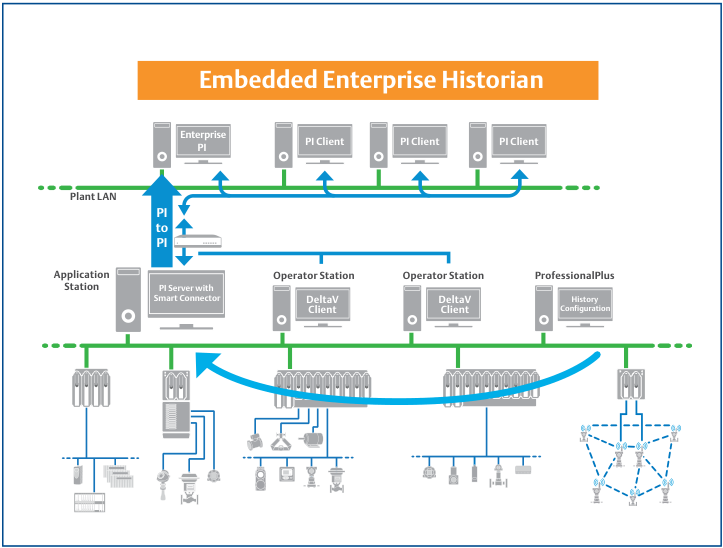 Embedded Enterprise Historian
Enterprise
PI
PI Client
PI Client
PI Client
Plant LAN
PI
to
PI
Application
Station
PI Server with
Smart Connector
Operator Station
DeltaV
Client
Operator Station
DeltaV
Client
ProfessionalPlus
History
Configuration